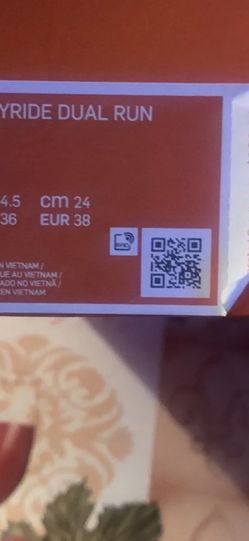 YRIDE DUAL RUN
4.5 cm 24
36 EUR 38
RFID
N VIETNAM /
UE AU VIETNAM /
ADO NO VIETNÃ /
EN VIETNAM